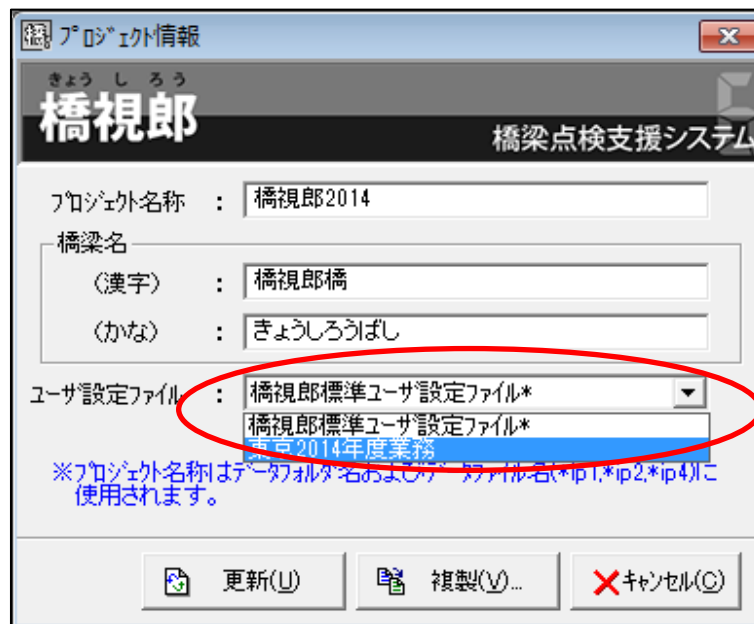 プロジェクト情報
きょうしろう
橋視郎
橋梁点検支援システム
プロジェクト名称 : 橋視郎2014
橋梁名
(漢字) : 橋視郎橋
(かな) : きょうしろうばし
ユーザ設定ファイル : 橋視郎標準ユーザ設定ファイル*
橋視郎標準ユーザ設定ファイル*
東京2014年度業務
※プロジェクト名称はデータフォルダ名およびデータファイル名(*ip1,*ip2,*ip4)に
使用されます。
更新(U) 複製(V)... キャンセル(C)